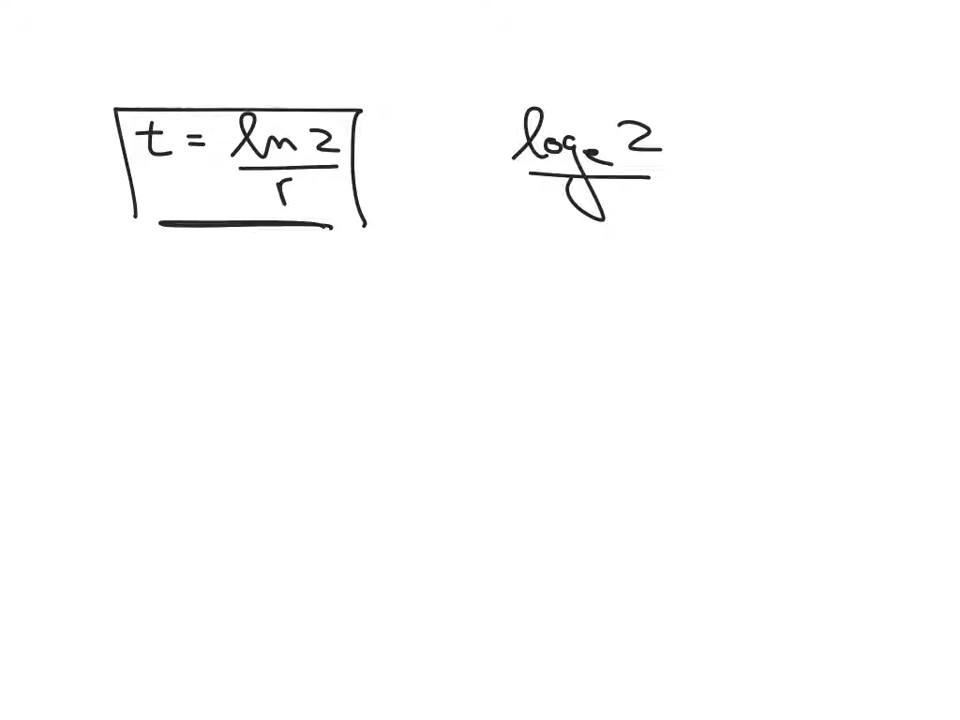 t = ln 2 / r
log_e 2